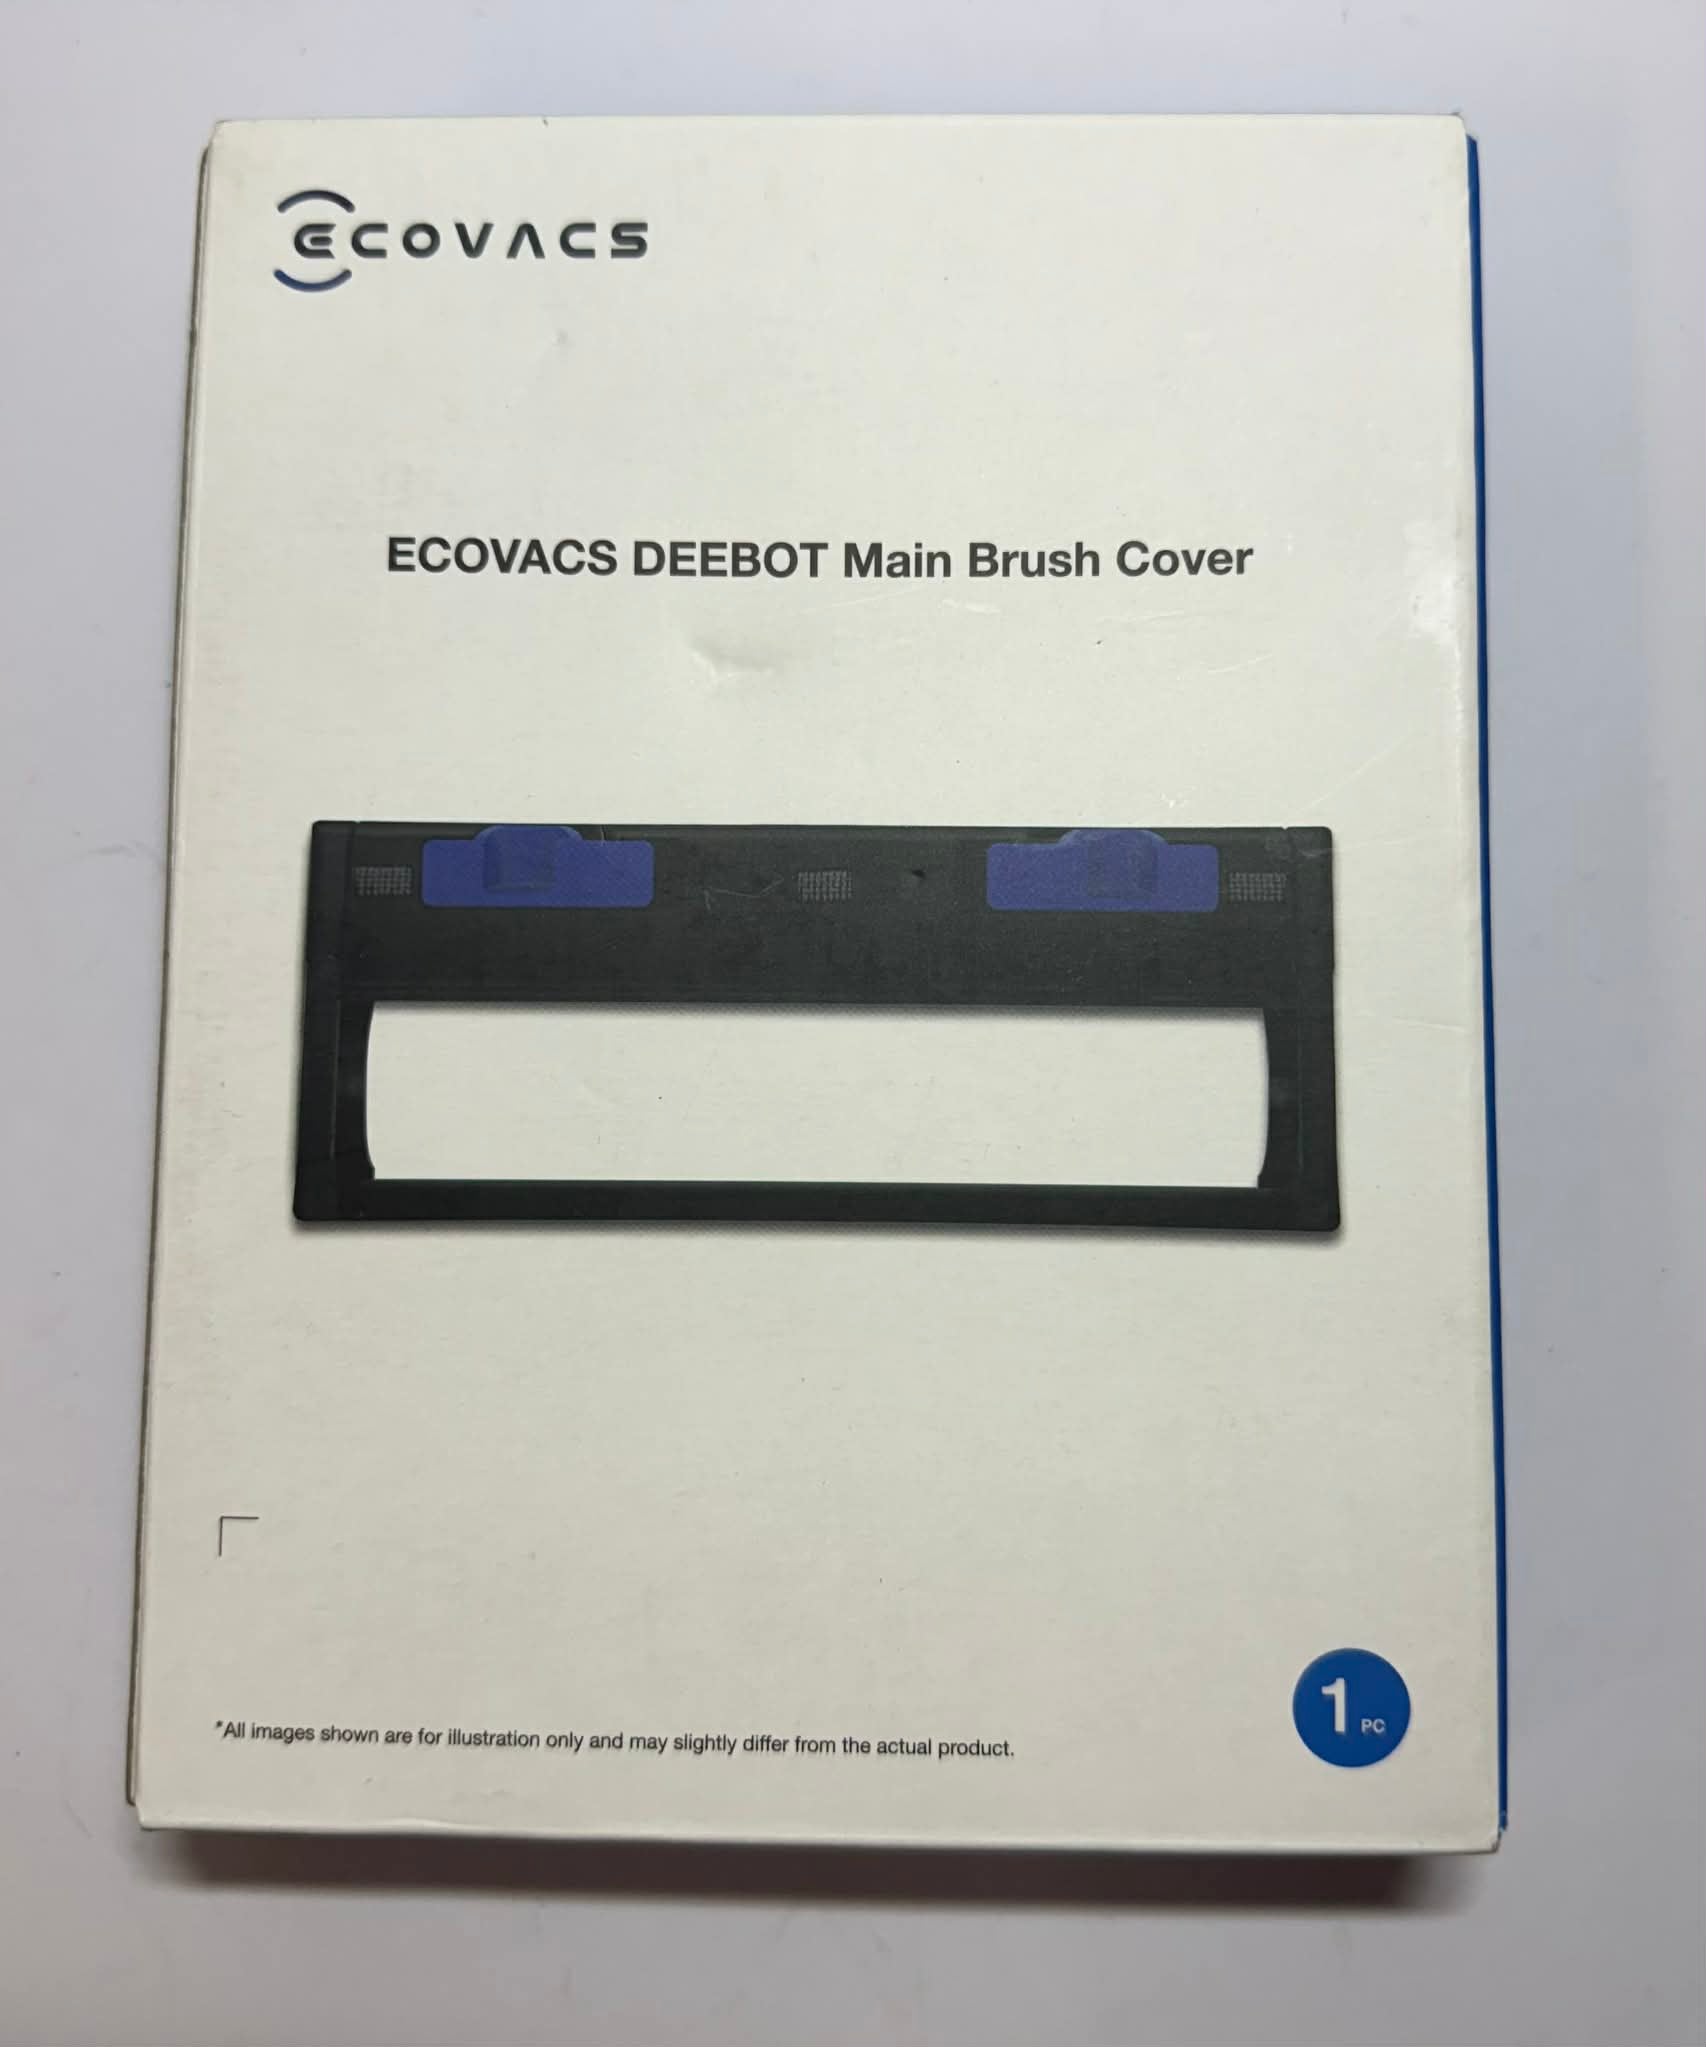 ECOVACS
ECOVACS DEEBOT Main Brush Cover
1 PC
*All images shown are for illustration only and may slightly differ from the actual product.